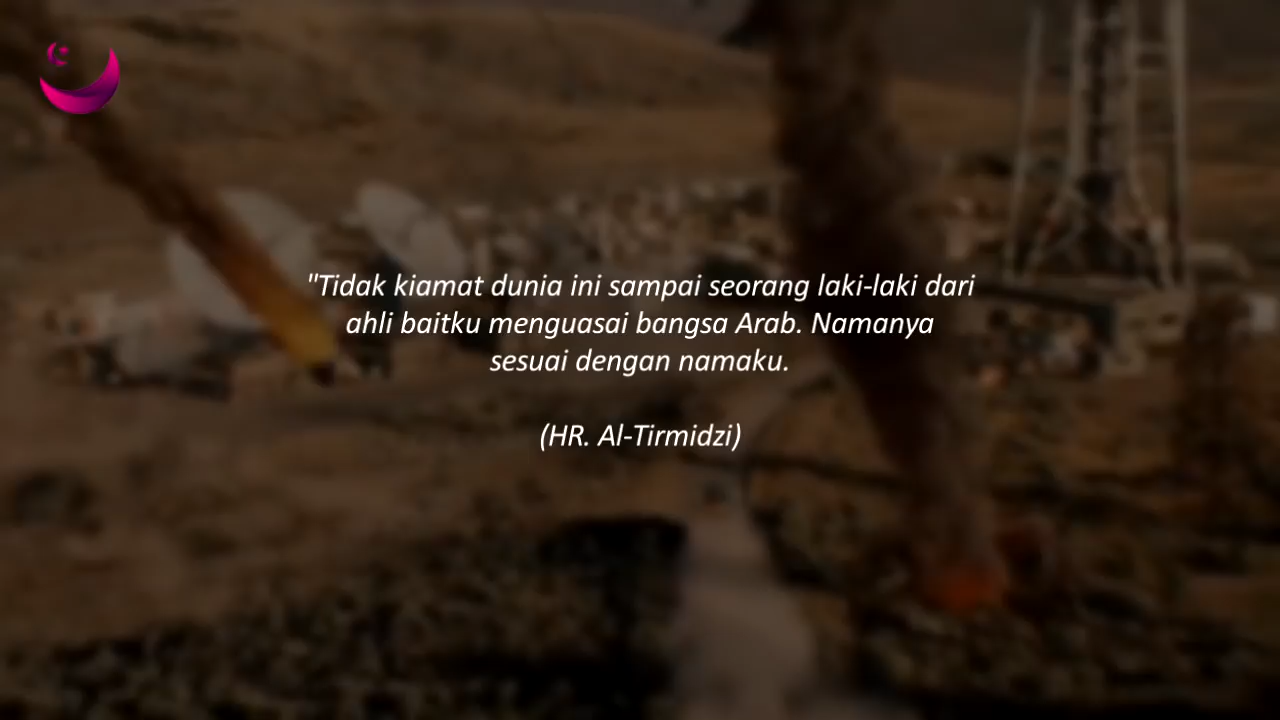 "Tidak kiamat dunia ini sampai seorang laki-laki dari
ahli baitku menguasai bangsa Arab. Namanya
sesuai dengan namaku.
(HR. Al-Tirmidzi)